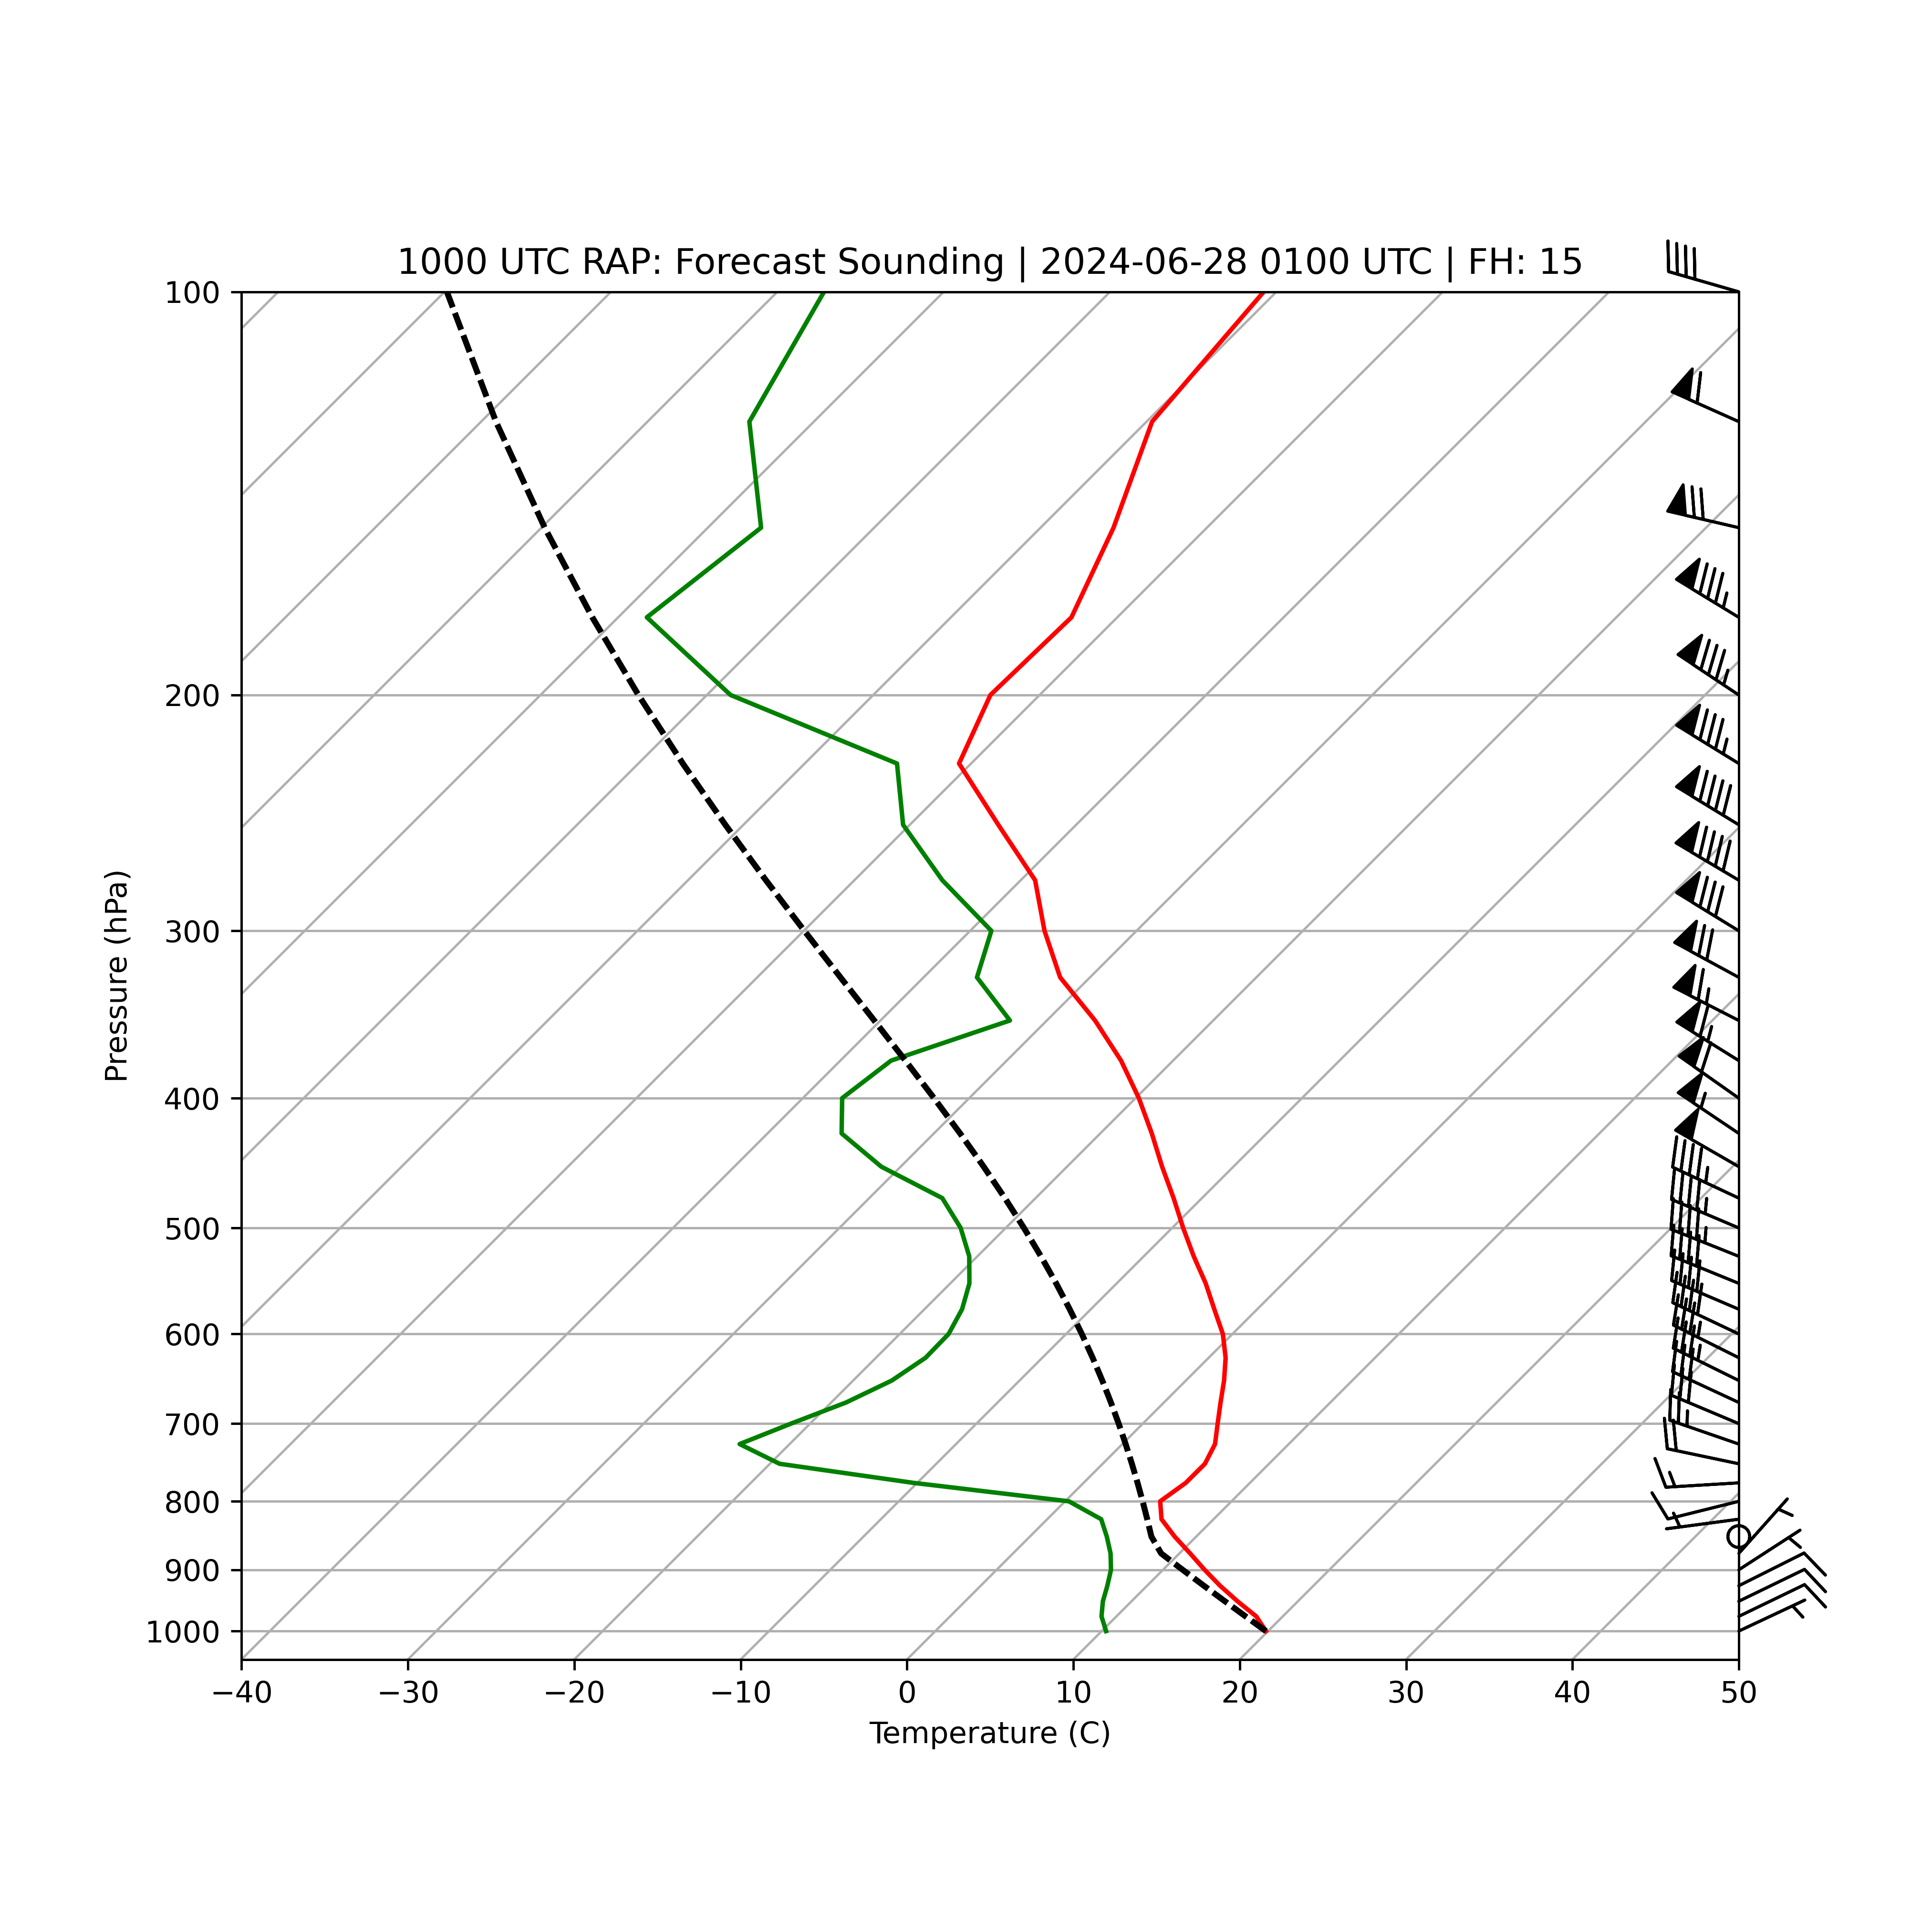 1000 UTC RAP: Forecast Sounding | 2024-06-28 0100 UTC | FH: 15
100
200
300
400
500
600
700
800
900
1000
Pressure (hPa)
−40 −30 −20 −10 0 10 20 30 40 50
Temperature (C)